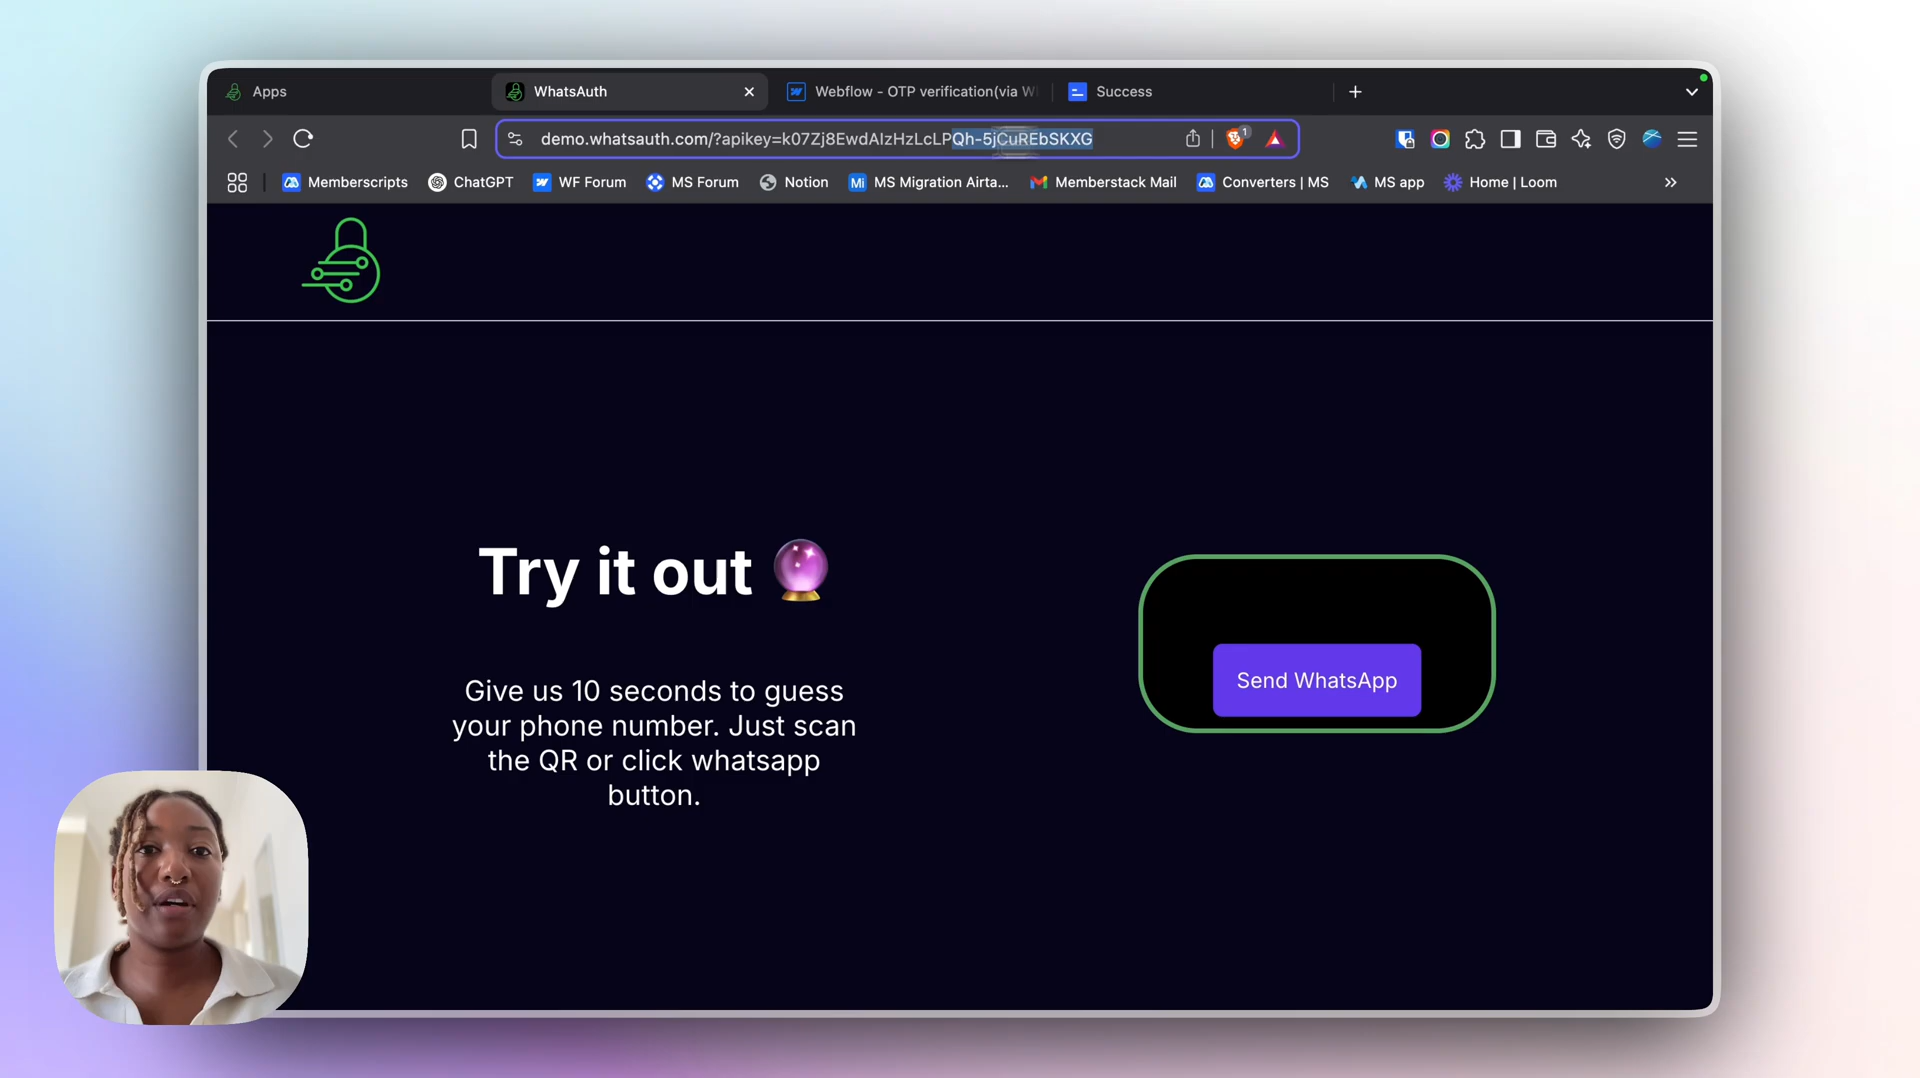 Apps
WhatsAuth
Webflow - OTP verification(via W
Success
demo.whatsauth.com/?apikey=k07Zj8EwdAIzHzLcLPQh-5jCuREbSKXG
1
Memberscripts
ChatGPT
WF Forum
MS Forum
Notion
Mi
MS Migration Airta...
Memberstack Mail
Converters | MS
MS app
Home | Loom
Try it out
Give us 10 seconds to guess
your phone number. Just scan
the QR or click whatsapp
button.
Send WhatsApp